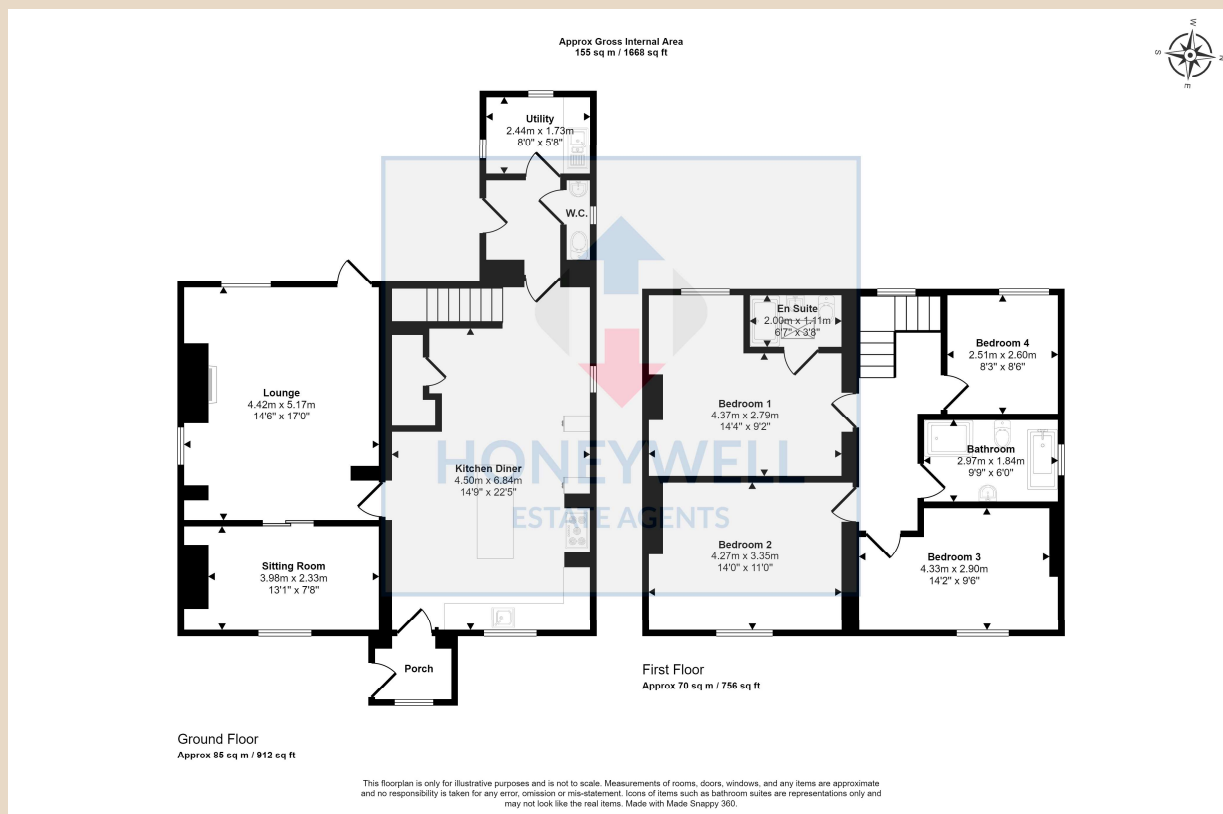 Approx Gross Internal Area
155 sq m / 1668 sq ft
W
S
N
E
Utility
2.44m x 1.73m
8'0" x 5'8"
W.C.
Lounge
4.42m x 5.17m
14'6" x 17'0"
Kitchen Diner
4.50m x 6.84m
14'9" x 22'5"
Sitting Room
3.98m x 2.33m
13'1" x 7'8"
Porch
En Suite
2.00m x 1.11m
6'7" x 3'8"
Bedroom 4
2.51m x 2.60m
8'3" x 8'6"
Bedroom 1
4.37m x 2.79m
14'4" x 9'2"
Bathroom
2.97m x 1.84m
9'9" x 6'0"
Bedroom 2
4.27m x 3.35m
14'0" x 11'0"
Bedroom 3
4.33m x 2.90m
14'2" x 9'6"
HONEYWELL
ESTATE AGENTS
First Floor
Approx 70 sq m / 756 sq ft
Ground Floor
Approx 85 sq m / 912 sq ft
This floorplan is only for illustrative purposes and is not to scale. Measurements of rooms, doors, windows, and any items are approximate
and no responsibility is taken for any error, omission or mis-statement. Icons of items such as bathroom suites are representations only and
may not look like the real items. Made with Made Snappy 360.